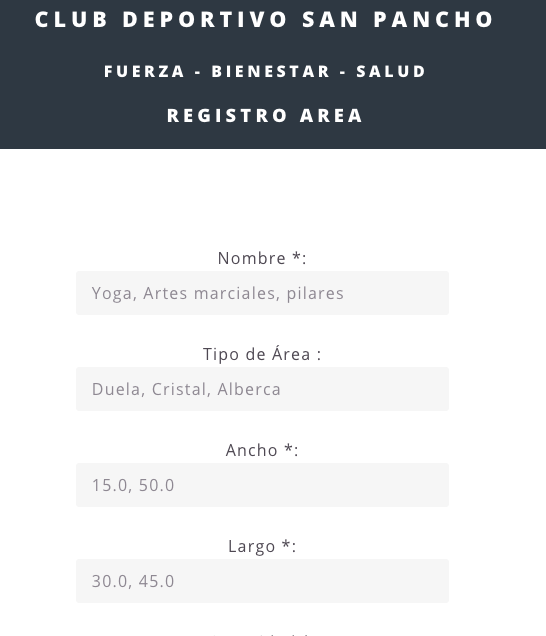 CLUB DEPORTIVO SAN PANCHO
FUERZA - BIENESTAR - SALUD
REGISTRO AREA
Nombre *:
Yoga, Artes marciales, pilares
Tipo de Área :
Duela, Cristal, Alberca
Ancho *:
15.0, 50.0
Largo *:
30.0, 45.0